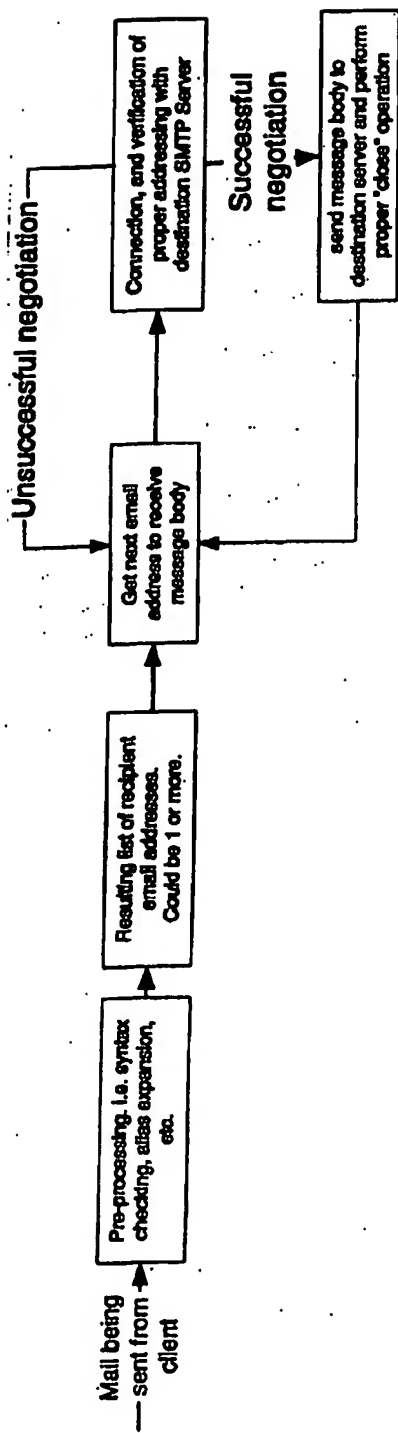 Mail being
sent from
client
Pre-processing. i.e. syntax
checking, alias expansion,
etc.
Resulting list of recipient
email addresses.
Could be 1 or more.
Get next email
address to receive
message body
Unsuccessful negotiation
Connection, and verification of
proper addressing with
destination SMTP Server
Successful
negotiation
send message body to
destination server and perform
proper "close" operation